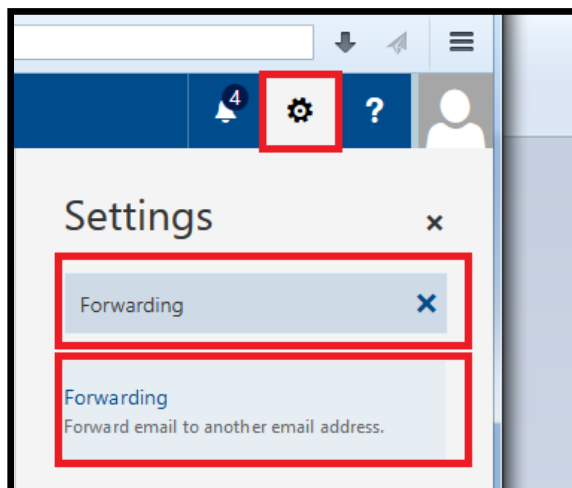 4
?
Settings
Forwarding
Forwarding
Forward email to another email address.